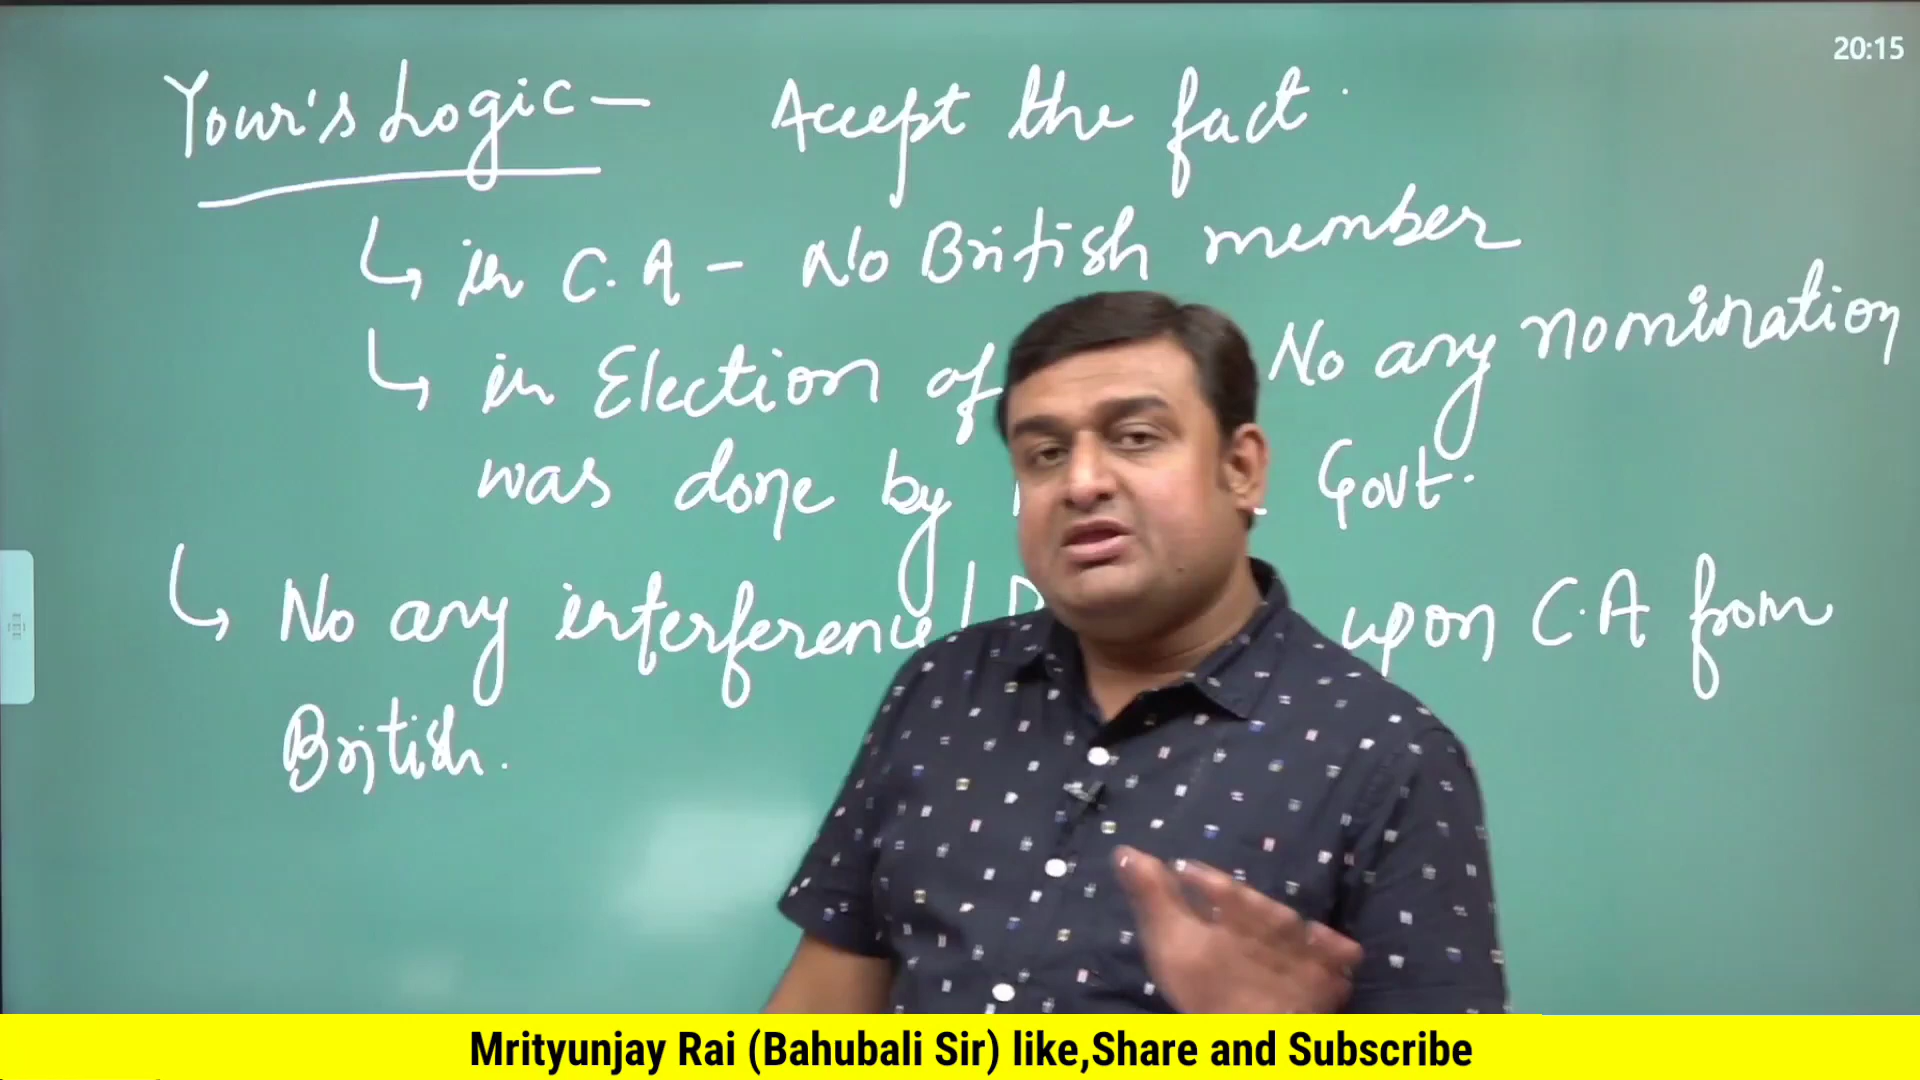 20:15
Your's Logic - Accept the fact.
↳ in C.A - No British member
↳ in Election of No any nomination
was done by Govt.
↳ No any interference / upon C.A from
British.
Mrityunjay Rai (Bahubali Sir) like,Share and Subscribe